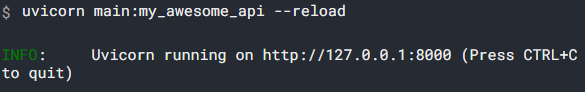 $ uvicorn main:my_awesome_api --reload
INFO:     Uvicorn running on http://127.0.0.1:8000 (Press CTRL+C
to quit)